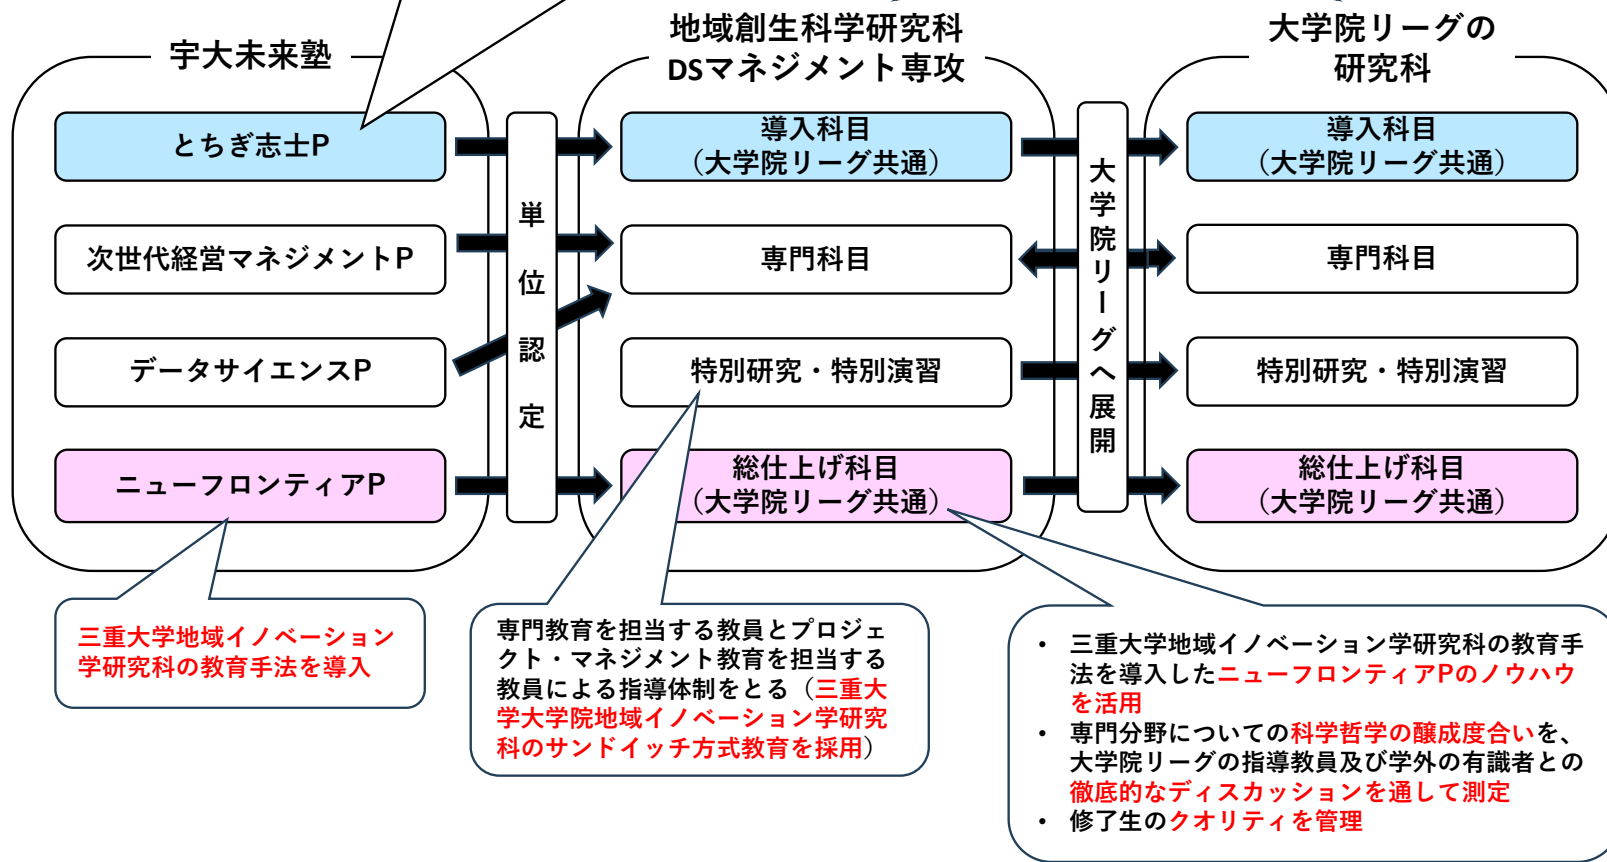 宇大未来塾
地域創生科学研究科
DSマネジメント専攻
大学院リーグの
研究科
とちぎ志士P
次世代経営マネジメントP
データサイエンスP
ニューフロンティアP
単位認定
導入科目
（大学院リーグ共通）
専門科目
特別研究・特別演習
総仕上げ科目
（大学院リーグ共通）
大学院リーグへ展開
導入科目
（大学院リーグ共通）
専門科目
特別研究・特別演習
総仕上げ科目
（大学院リーグ共通）
三重大学地域イノベーション
学研究科の教育手法を導入
専門教育を担当する教員とプロジェ
クト・マネジメント教育を担当する
教員による指導体制をとる（三重大
学大学院地域イノベーション学研究
科のサンドイッチ方式教育を採用）
• 三重大学地域イノベーション学研究科の教育手
法を導入したニューフロンティアPのノウハウ
を活用
• 専門分野についての科学哲学の醸成度合いを、
大学院リーグの指導教員及び学外の有識者との
徹底的なディスカッションを通して測定
• 修了生のクオリティを管理